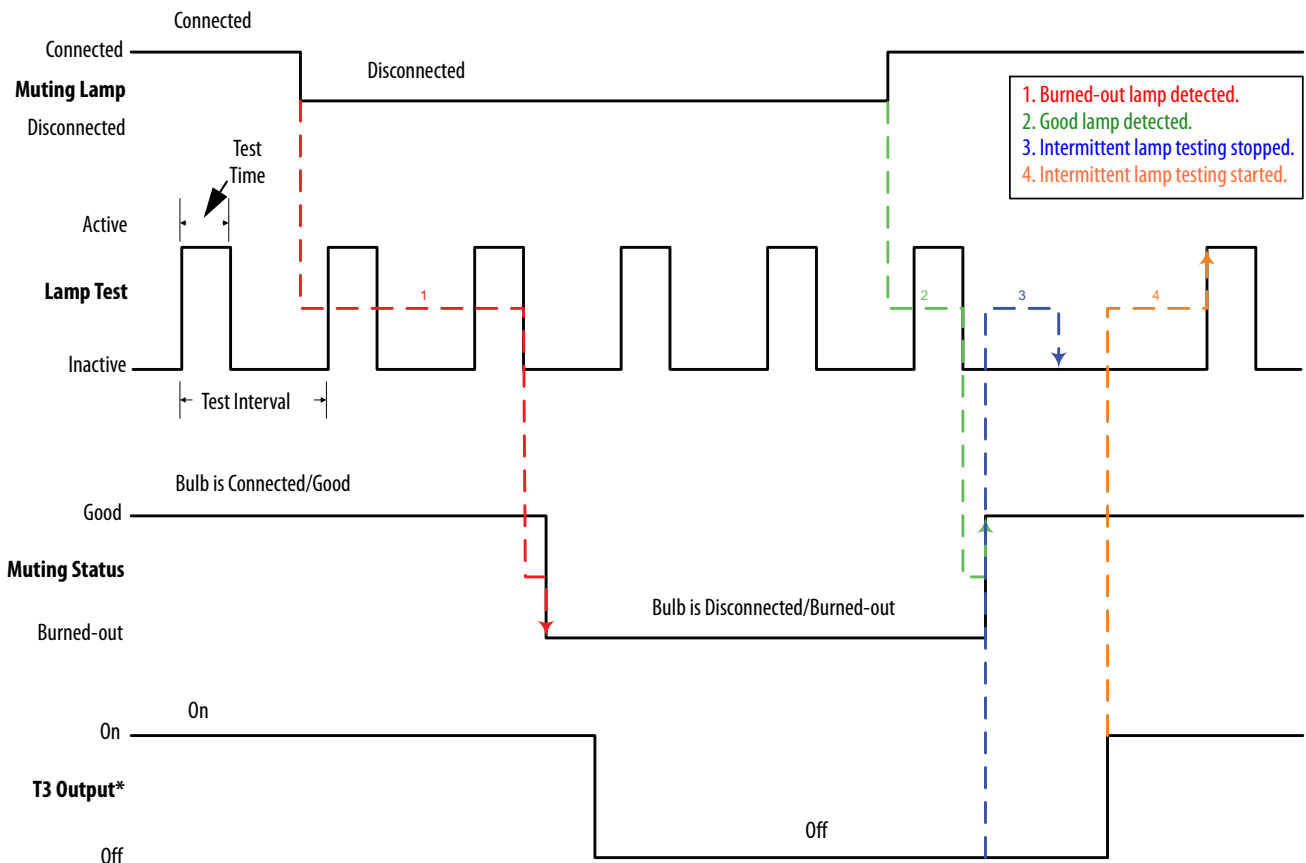 Connected
Connected
Muting Lamp
Disconnected
Disconnected
1. Burned-out lamp detected.
2. Good lamp detected.
3. Intermittent lamp testing stopped.
4. Intermittent lamp testing started.
Test
Time
Active
Lamp Test
Inactive
1
2
3
4
Test Interval
Bulb is Connected/Good
Good
Muting Status
Burned-out
Bulb is Disconnected/Burned-out
On
On
T3 Output*
Off
Off